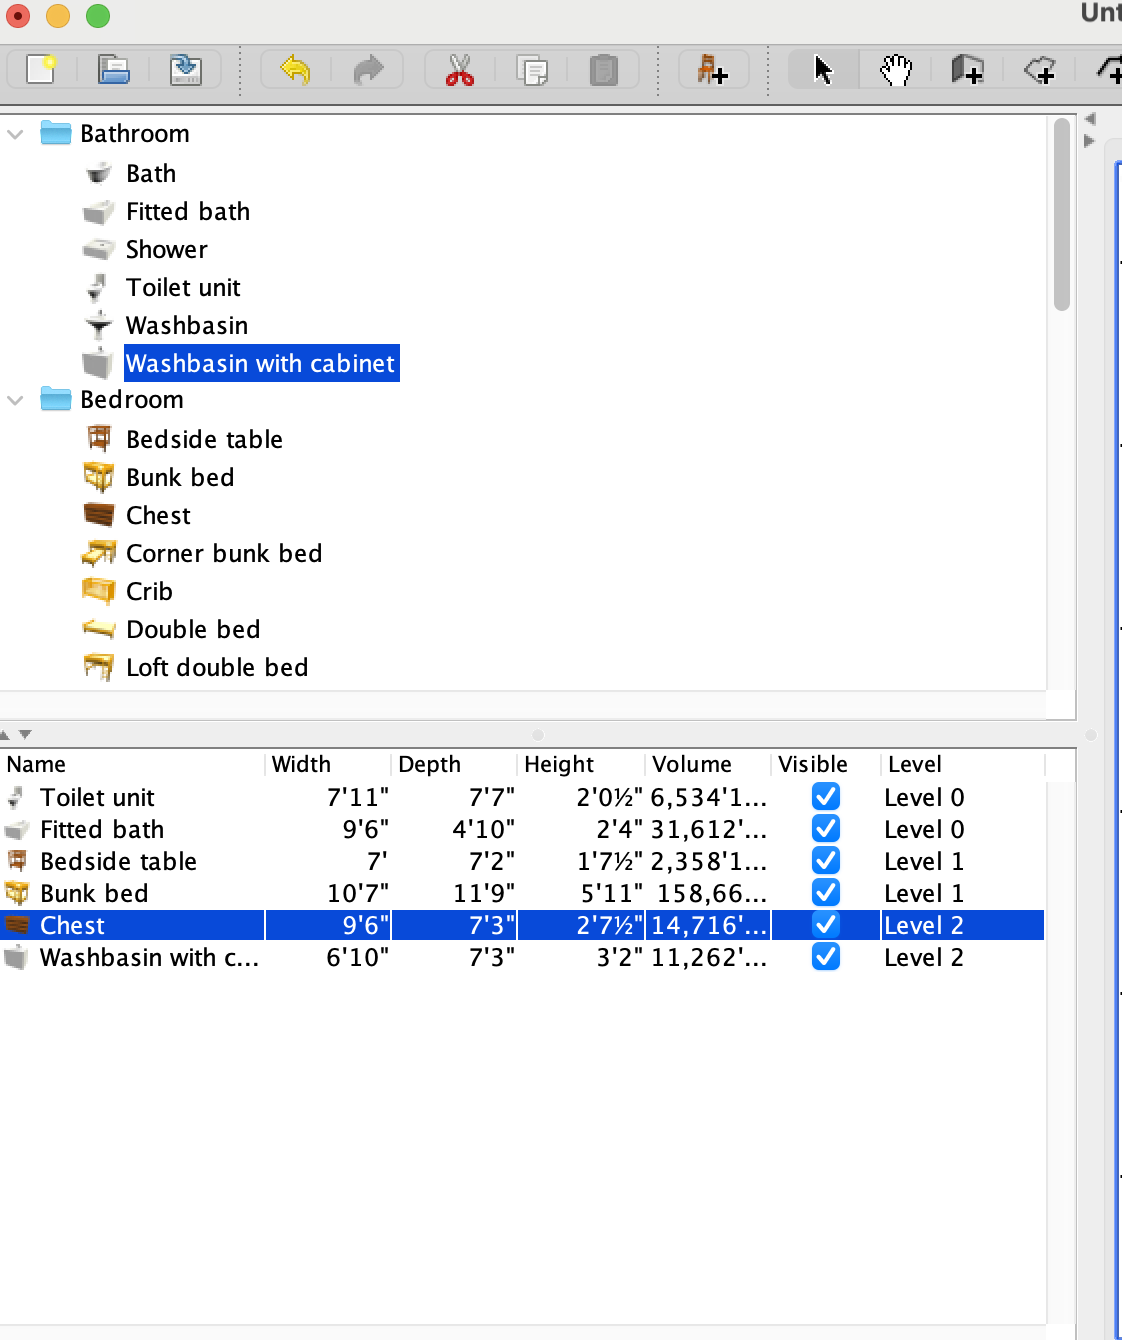 Unt
Bathroom
Bath
Fitted bath
Shower
Toilet unit
Washbasin
Washbasin with cabinet
Bedroom
Bedside table
Bunk bed
Chest
Corner bunk bed
Crib
Double bed
Loft double bed
Name Width Depth Height Volume Visible Level
Toilet unit 7'11" 7'7" 2'0½" 6,534'1... Level 0
Fitted bath 9'6" 4'10" 2'4" 31,612'... Level 0
Bedside table 7' 7'2" 1'7½" 2,358'1... Level 1
Bunk bed 10'7" 11'9" 5'11" 158,66... Level 1
Chest 9'6" 7'3" 2'7½" 14,716'... Level 2
Washbasin with c... 6'10" 7'3" 3'2" 11,262'... Level 2